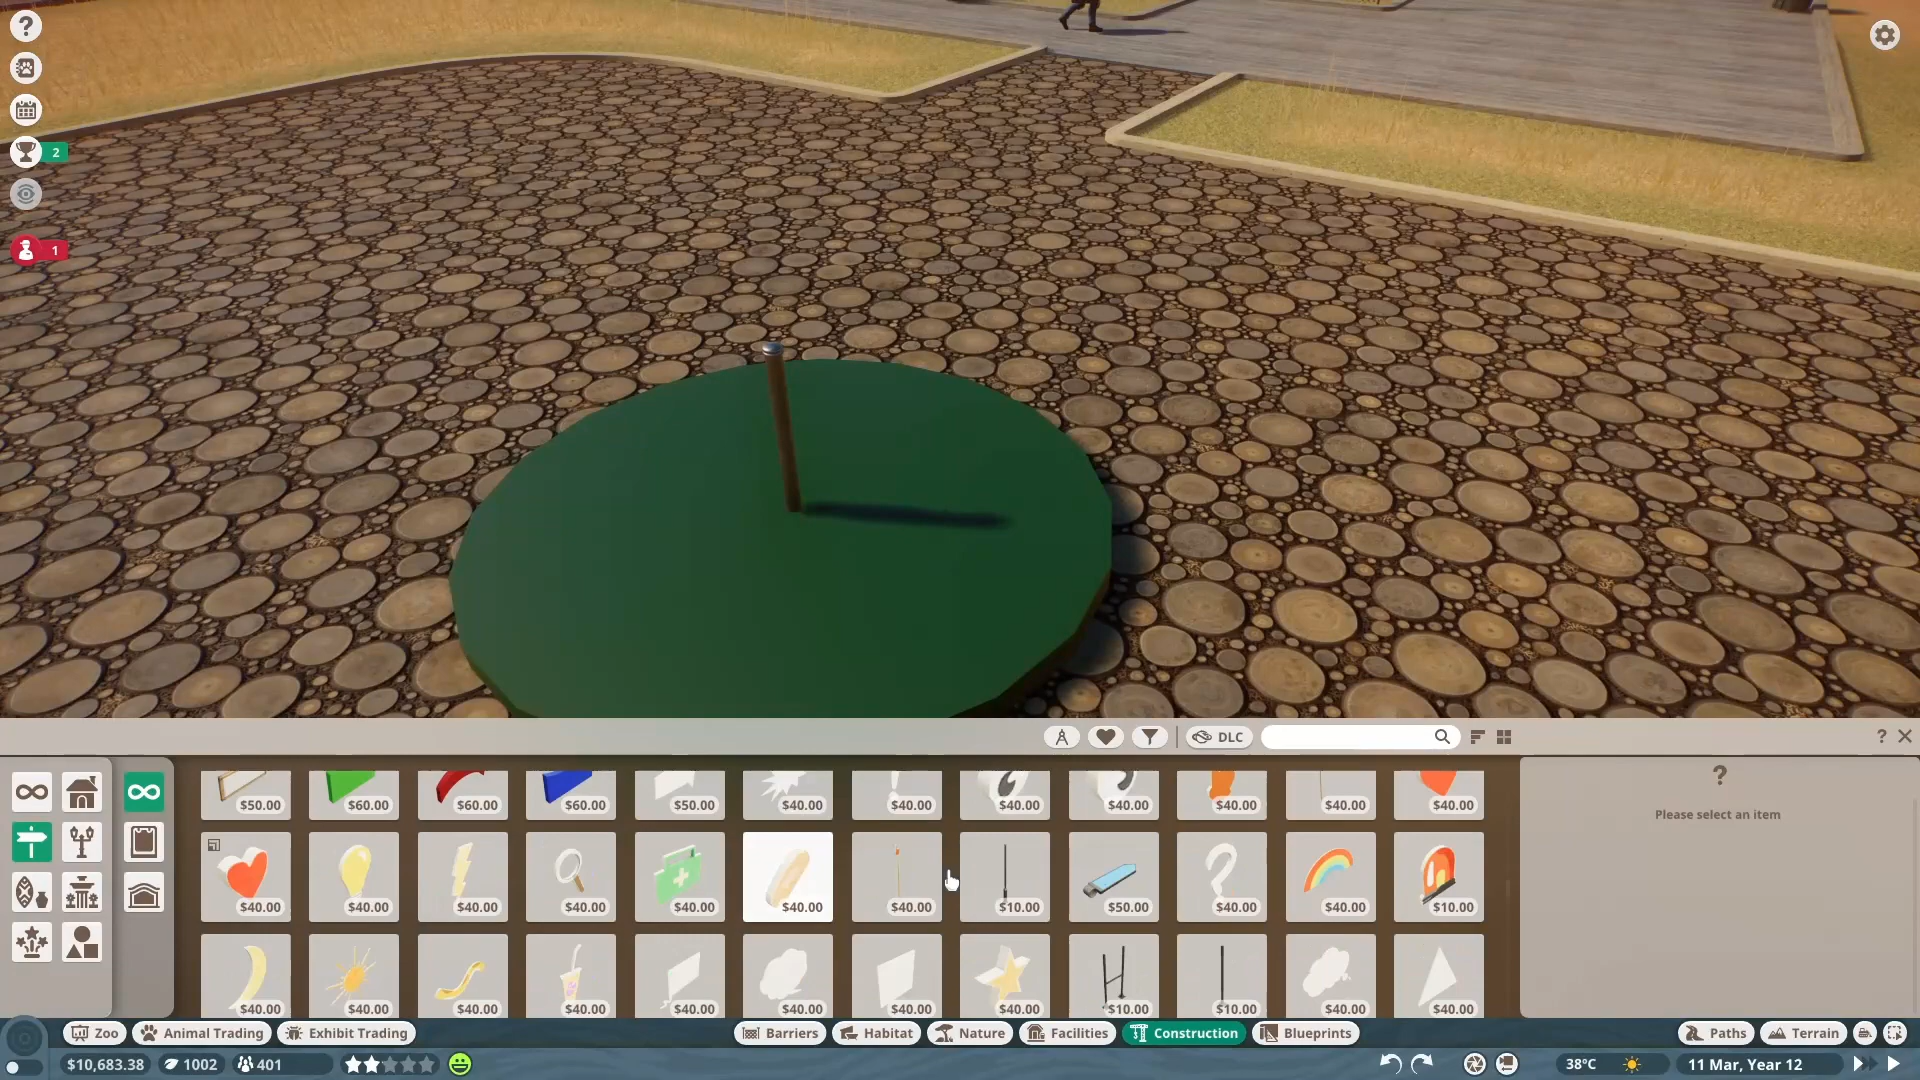 ?
2
1
DLC
?
$50.00 $60.00 $60.00 $60.00 $50.00 $40.00 $40.00 $40.00 $40.00 $40.00 $40.00 $40.00
?
Please select an item
$40.00 $40.00 $40.00 $40.00 $40.00 $40.00 $40.00 $10.00 $50.00 $40.00 $40.00 $10.00
$40.00 $40.00 $40.00 $40.00 $40.00 $40.00 $40.00 $40.00 $10.00 $10.00 $40.00 $40.00
Zoo Animal Trading Exhibit Trading Barriers Habitat Nature Facilities Construction Blueprints Paths Terrain
$10,683.38 1002 401 38°C 11 Mar, Year 12